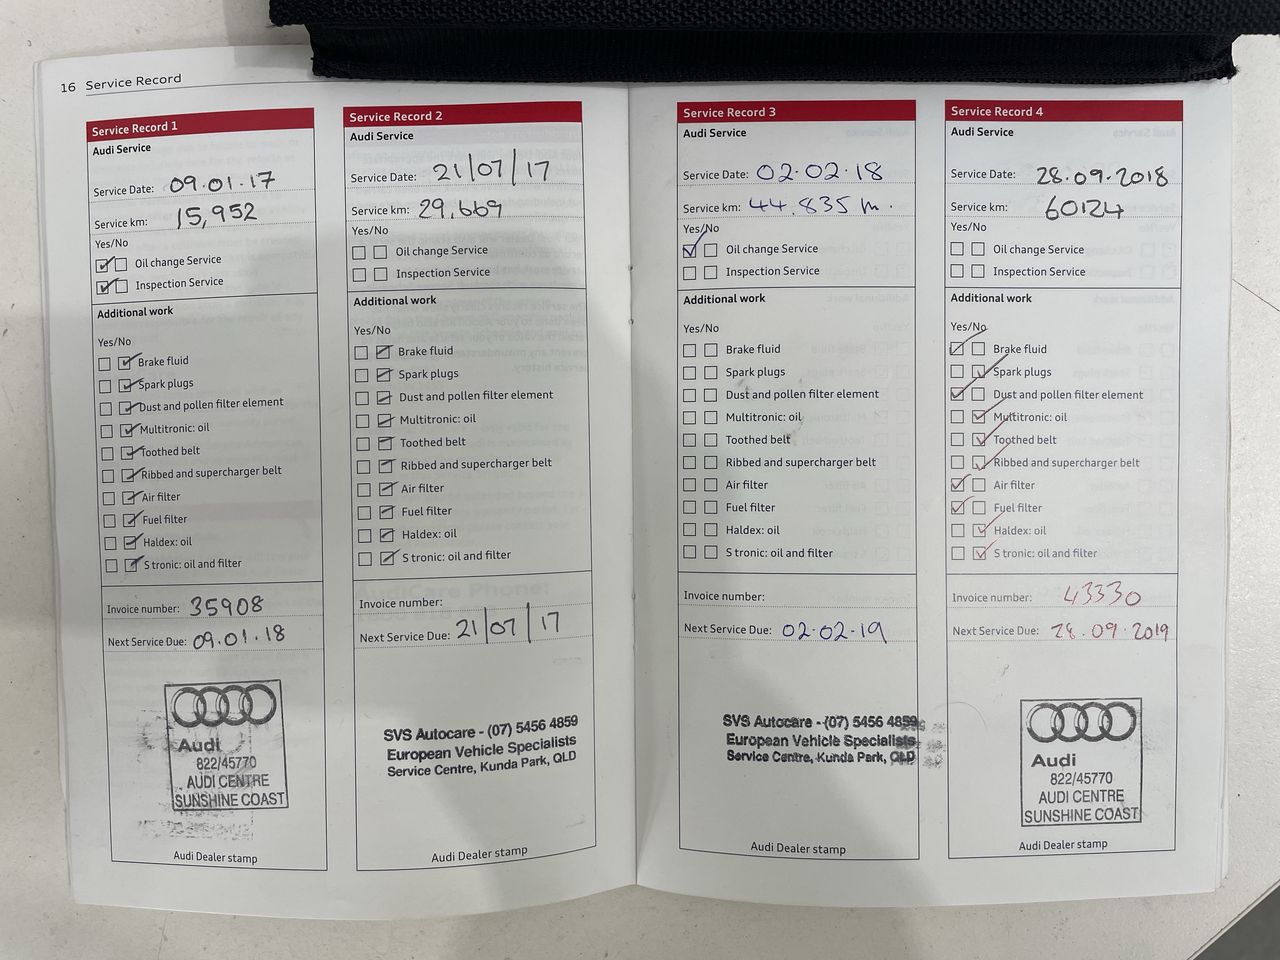 16 Service Record
Service Record 1
Audi Service
Service Date: 09.01.17
Service km: 15,952
Yes/No
Oil change Service
Inspection Service
Additional work
Yes/No
Brake fluid
Spark plugs
Dust and pollen filter element
Multitronic: oil
Toothed belt
Ribbed and supercharger belt
Air filter
Fuel filter
Haldex: oil
S tronic: oil and filter
Invoice number: 35908
Next Service Due: 09.01.18
Audi
822/45770
AUDI CENTRE
SUNSHINE COAST
Audi Dealer stamp
Service Record 2
Audi Service
Service Date: 21/07/17
Service km: 29,669
Yes/No
Oil change Service
Inspection Service
Additional work
Yes/No
Brake fluid
Spark plugs
Dust and pollen filter element
Multitronic: oil
Toothed belt
Ribbed and supercharger belt
Air filter
Fuel filter
Haldex: oil
S tronic: oil and filter
Invoice number:
Next Service Due: 21/07/17
SVS Autocare - (07) 5456 4859
European Vehicle Specialists
Service Centre, Kunda Park, QLD
Audi Dealer stamp
Service Record 3
Audi Service
Service Date: 02.02.18
Service km: 44.835 m.
Yes/No
Oil change Service
Inspection Service
Additional work
Yes/No
Brake fluid
Spark plugs
Dust and pollen filter element
Multitronic: oil
Toothed belt
Ribbed and supercharger belt
Air filter
Fuel filter
Haldex: oil
S tronic: oil and filter
Invoice number:
Next Service Due: 02.02.19
SVS Autocare - (07) 5456 4859
European Vehicle Specialists
Service Centre, Kunda Park, QLD
Audi Dealer stamp
Service Record 4
Audi Service
Service Date: 28.09.2018
Service km: 60124
Yes/No
Oil change Service
Inspection Service
Additional work
Yes/No
Brake fluid
Spark plugs
Dust and pollen filter element
Multitronic: oil
Toothed belt
Ribbed and supercharger belt
Air filter
Fuel filter
Haldex: oil
S tronic: oil and filter
Invoice number: 43330
Next Service Due: 28.09.2019
Audi
822/45770
AUDI CENTRE
SUNSHINE COAST
Audi Dealer stamp